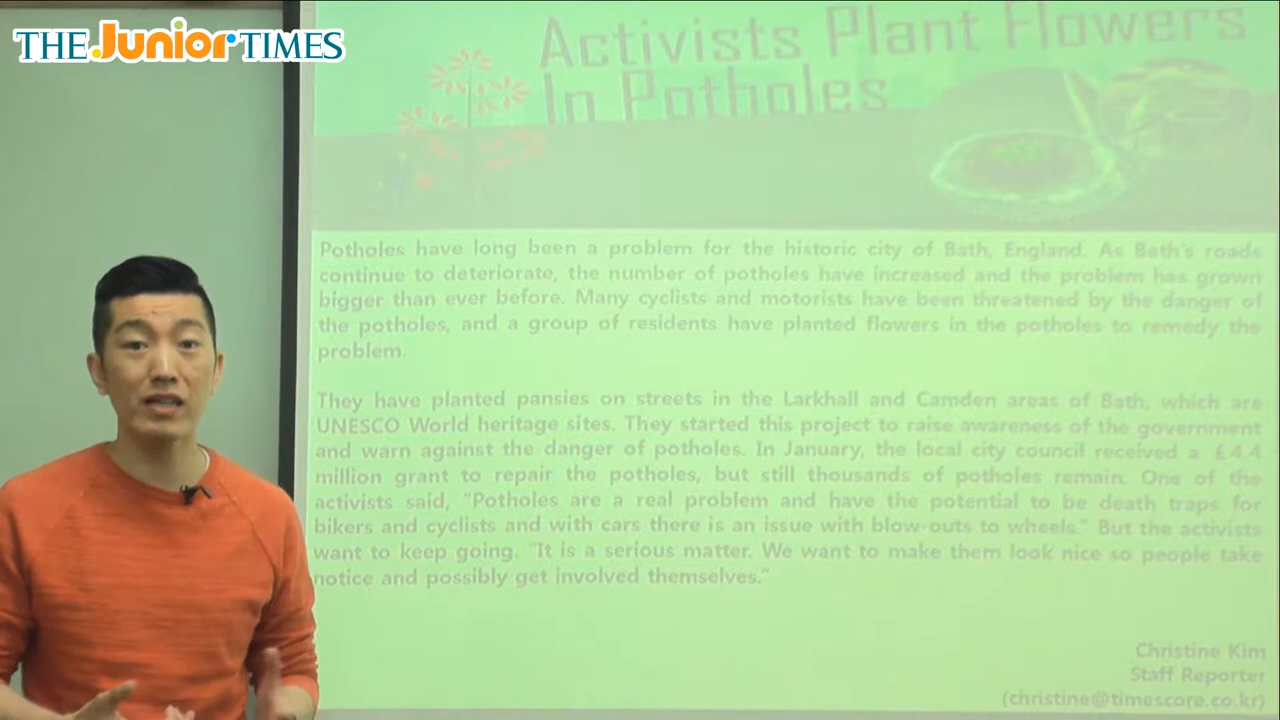 THE Junior TIMES
Activists Plant Flowers
In Potholes
Potholes have long been a problem for the historic city of Bath, England. As Bath's roads
continue to deteriorate, the number of potholes have increased and the problem has grown
bigger than ever before. Many cyclists and motorists have been threatened by the danger of
the potholes, and a group of residents have planted flowers in the potholes to remedy the
problem.
They have planted pansies on streets in the Larkhall and Camden areas of Bath, which are
UNESCO World heritage sites. They started this project to raise awareness of the government
and warn against the danger of potholes. In January, the local city council received a £4.4
million grant to repair the potholes, but still thousands of potholes remain. One of the
activists said, "Potholes are a real problem and have the potential to be death traps for
bikers and cyclists and with cars there is an issue with blow-outs to wheels." But the activists
want to keep going. "It is a serious matter. We want to make them look nice so people take
notice and possibly get involved themselves."
Christine Kim
Staff Reporter
(christine@timescore.co.kr)